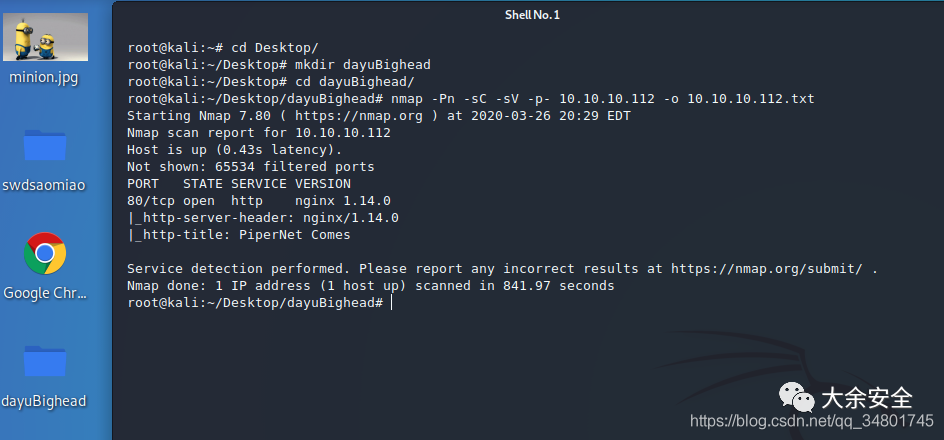 Shell No.1
minion.jpg
swdsaomiao
Google Chr...
dayuBighead
root@kali:~# cd Desktop/
root@kali:~/Desktop# mkdir dayuBighead
root@kali:~/Desktop# cd dayuBighead/
root@kali:~/Desktop/dayuBighead# nmap -Pn -sC -sV -p- 10.10.10.112 -o 10.10.10.112.txt
Starting Nmap 7.80 ( https://nmap.org ) at 2020-03-26 20:29 EDT
Nmap scan report for 10.10.10.112
Host is up (0.43s latency).
Not shown: 65534 filtered ports
PORT   STATE SERVICE VERSION
80/tcp open  http    nginx 1.14.0
|_http-server-header: nginx/1.14.0
|_http-title: PiperNet Comes
Service detection performed. Please report any incorrect results at https://nmap.org/submit/ .
Nmap done: 1 IP address (1 host up) scanned in 841.97 seconds
root@kali:~/Desktop/dayuBighead#
大余安全
https://blog.csdn.net/qq_34801745